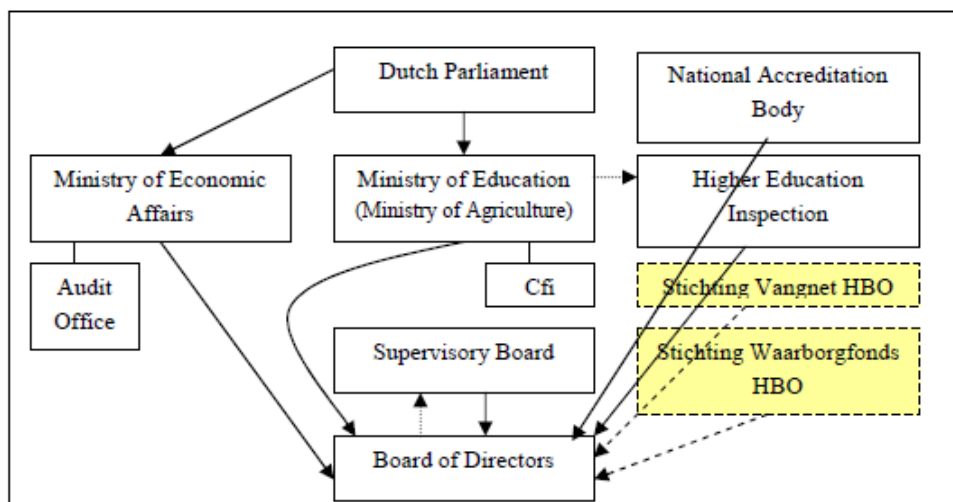 Dutch Parliament
National Accreditation
Body
Ministry of Economic
Affairs
Ministry of Education
(Ministry of Agriculture)
Higher Education
Inspection
Audit
Office
Cfi
Stichting Vangnet HBO
Supervisory Board
Stichting Waarborgfonds
HBO
Board of Directors